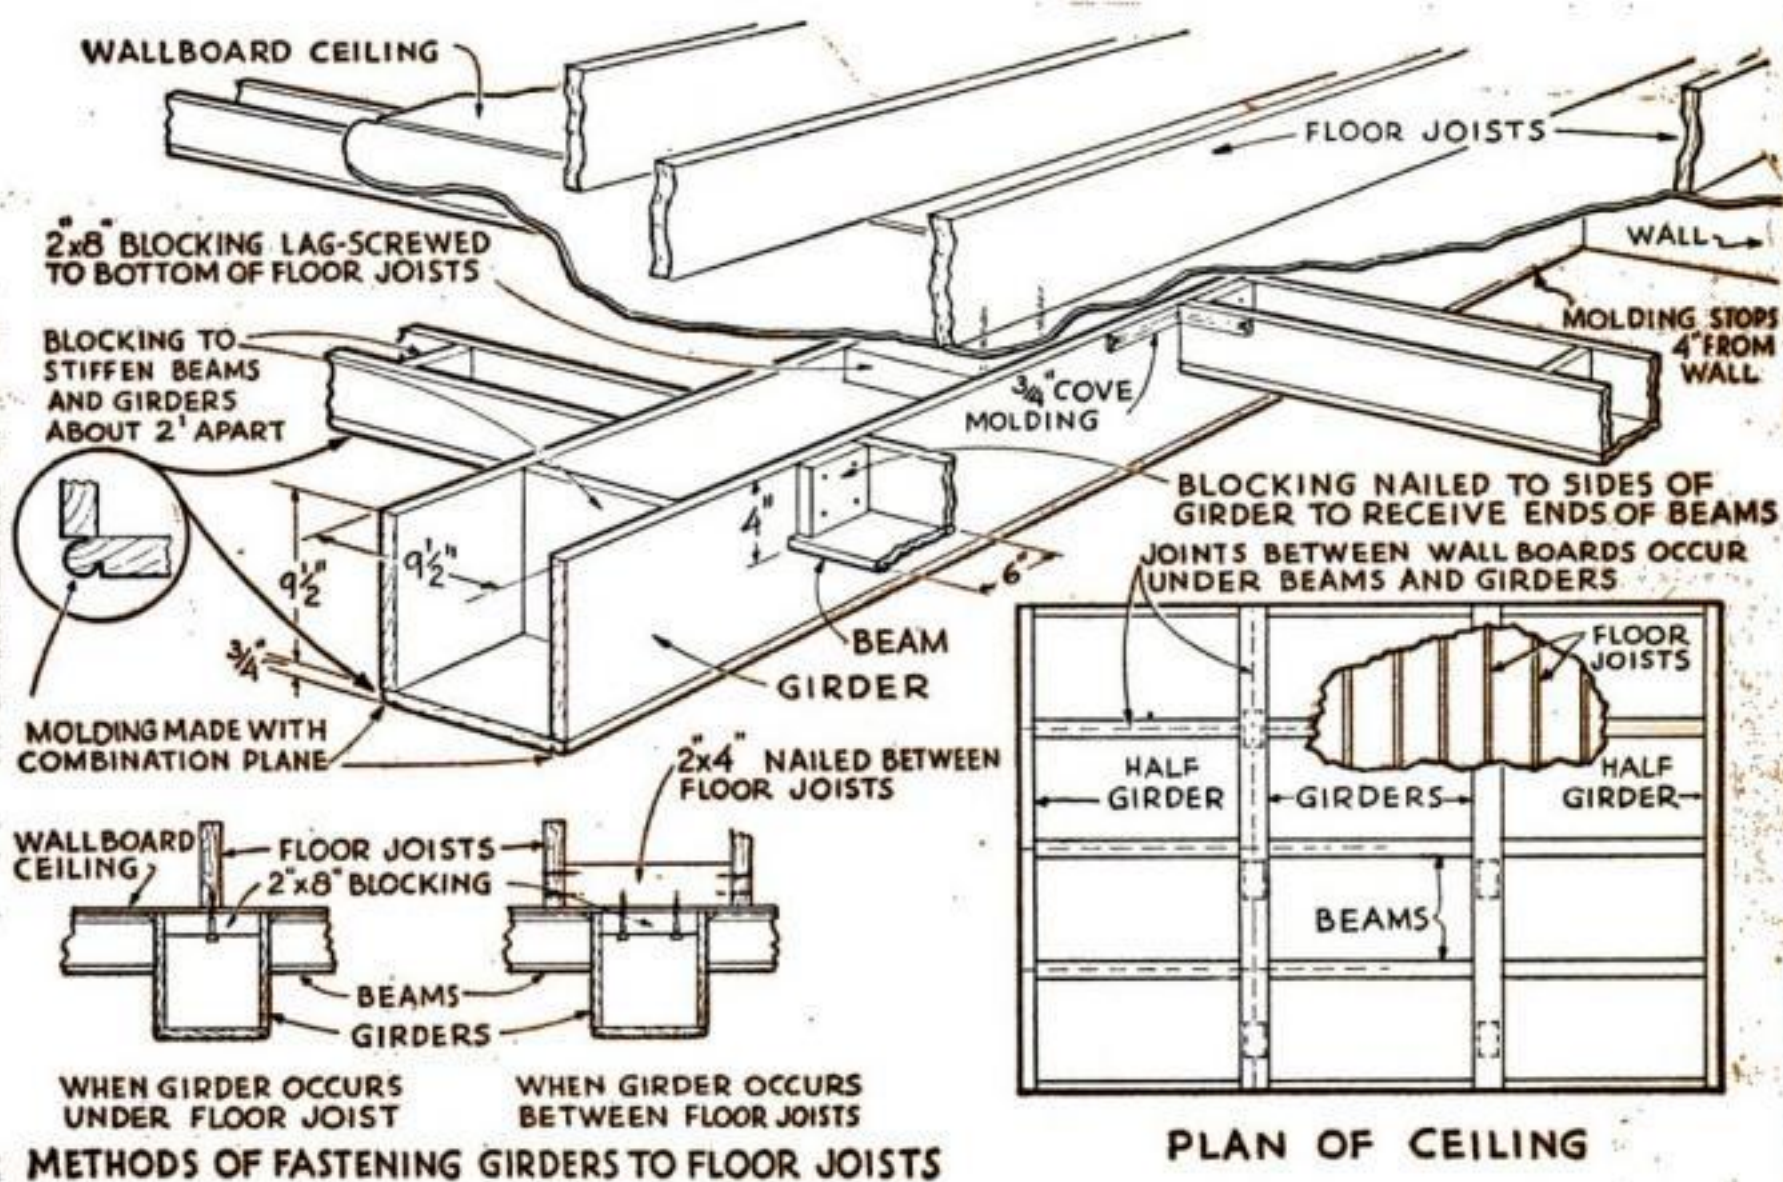 WALLBOARD CEILING
FLOOR JOISTS
WALL
2"x8" BLOCKING LAG-SCREWED
TO BOTTOM OF FLOOR JOISTS
MOLDING STOPS
4" FROM
WALL
BLOCKING TO
STIFFEN BEAMS
AND GIRDERS
ABOUT 2' APART
3/4" COVE
MOLDING
BLOCKING NAILED TO SIDES OF
GIRDER TO RECEIVE ENDS OF BEAMS
4"
9 1/2"
9 1/2"
6"
3/4"
JOINTS BETWEEN WALL BOARDS OCCUR
UNDER BEAMS AND GIRDERS
BEAM
GIRDER
MOLDING MADE WITH
COMBINATION PLANE
2"x4" NAILED BETWEEN
FLOOR JOISTS
FLOOR
JOISTS
HALF
GIRDER
GIRDERS
HALF
GIRDER
BEAMS
WALLBOARD
CEILING
FLOOR JOISTS
2"x8" BLOCKING
BEAMS
GIRDERS
WHEN GIRDER OCCURS
UNDER FLOOR JOIST
WHEN GIRDER OCCURS
BETWEEN FLOOR JOISTS
METHODS OF FASTENING GIRDERS TO FLOOR JOISTS
PLAN OF CEILING